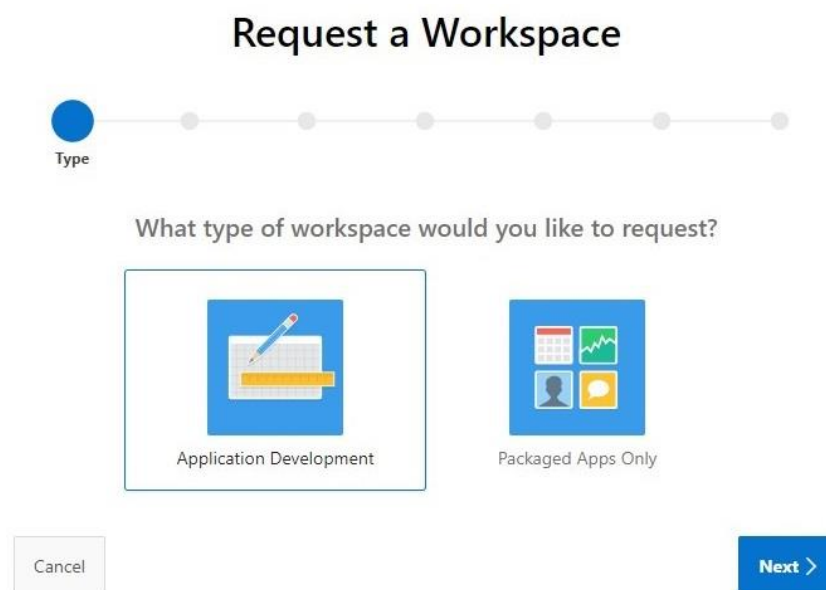 Request a Workspace
Type
What type of workspace would you like to request?
Application Development
Packaged Apps Only
Cancel
Next